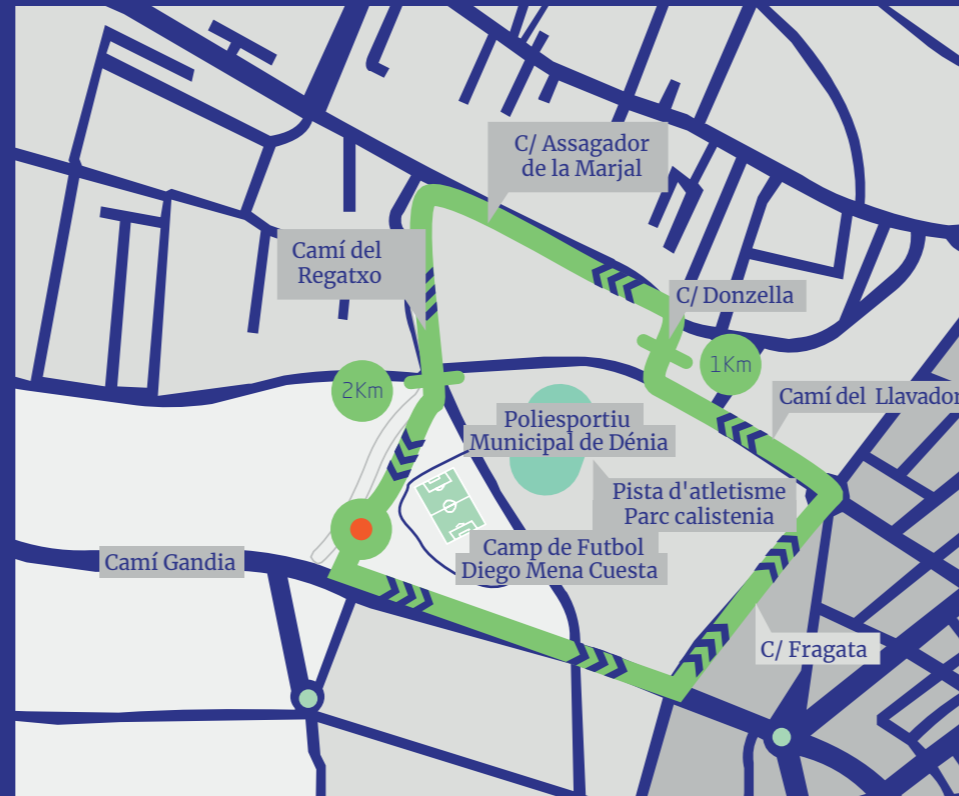 C/ Assagador
de la Marjal
Camí del
Regatxo
C/ Donzella
1Km
2Km
Camí del Llavador
Poliesportiu
Municipal de Dénia
Pista d'atletisme
Parc calistenia
Camp de Futbol
Diego Mena Cuesta
Camí Gandia
C/ Fragata